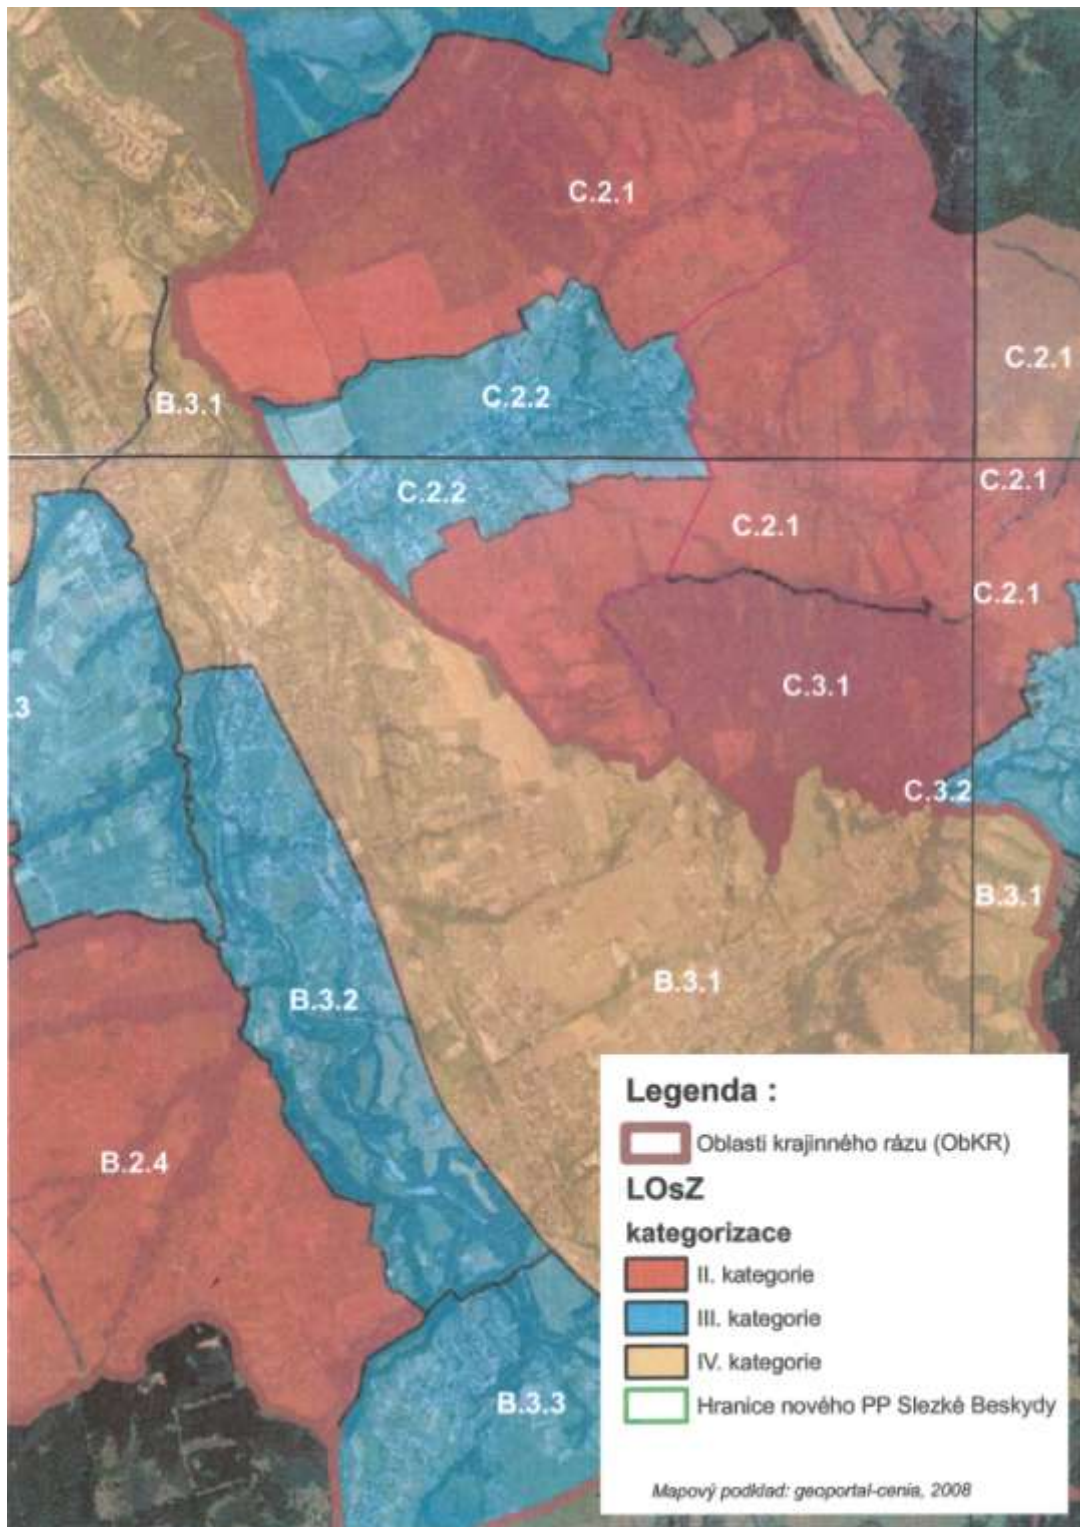 C.2.1
C.2.1
B.3.1
C.2.2
C.2.2
C.2.1
C.2.1
C.2.1
C.3.1
.3
C.3.2
B.3.1
B.3.1
B.3.2
B.2.4
B.3.3
Legenda :
Oblasti krajinného rázu (ObKR)
LOsZ
kategorizace
II. kategorie
III. kategorie
IV. kategorie
Hranice nového PP Slezké Beskydy
Mapový podklad: geoportal-cenia, 2008